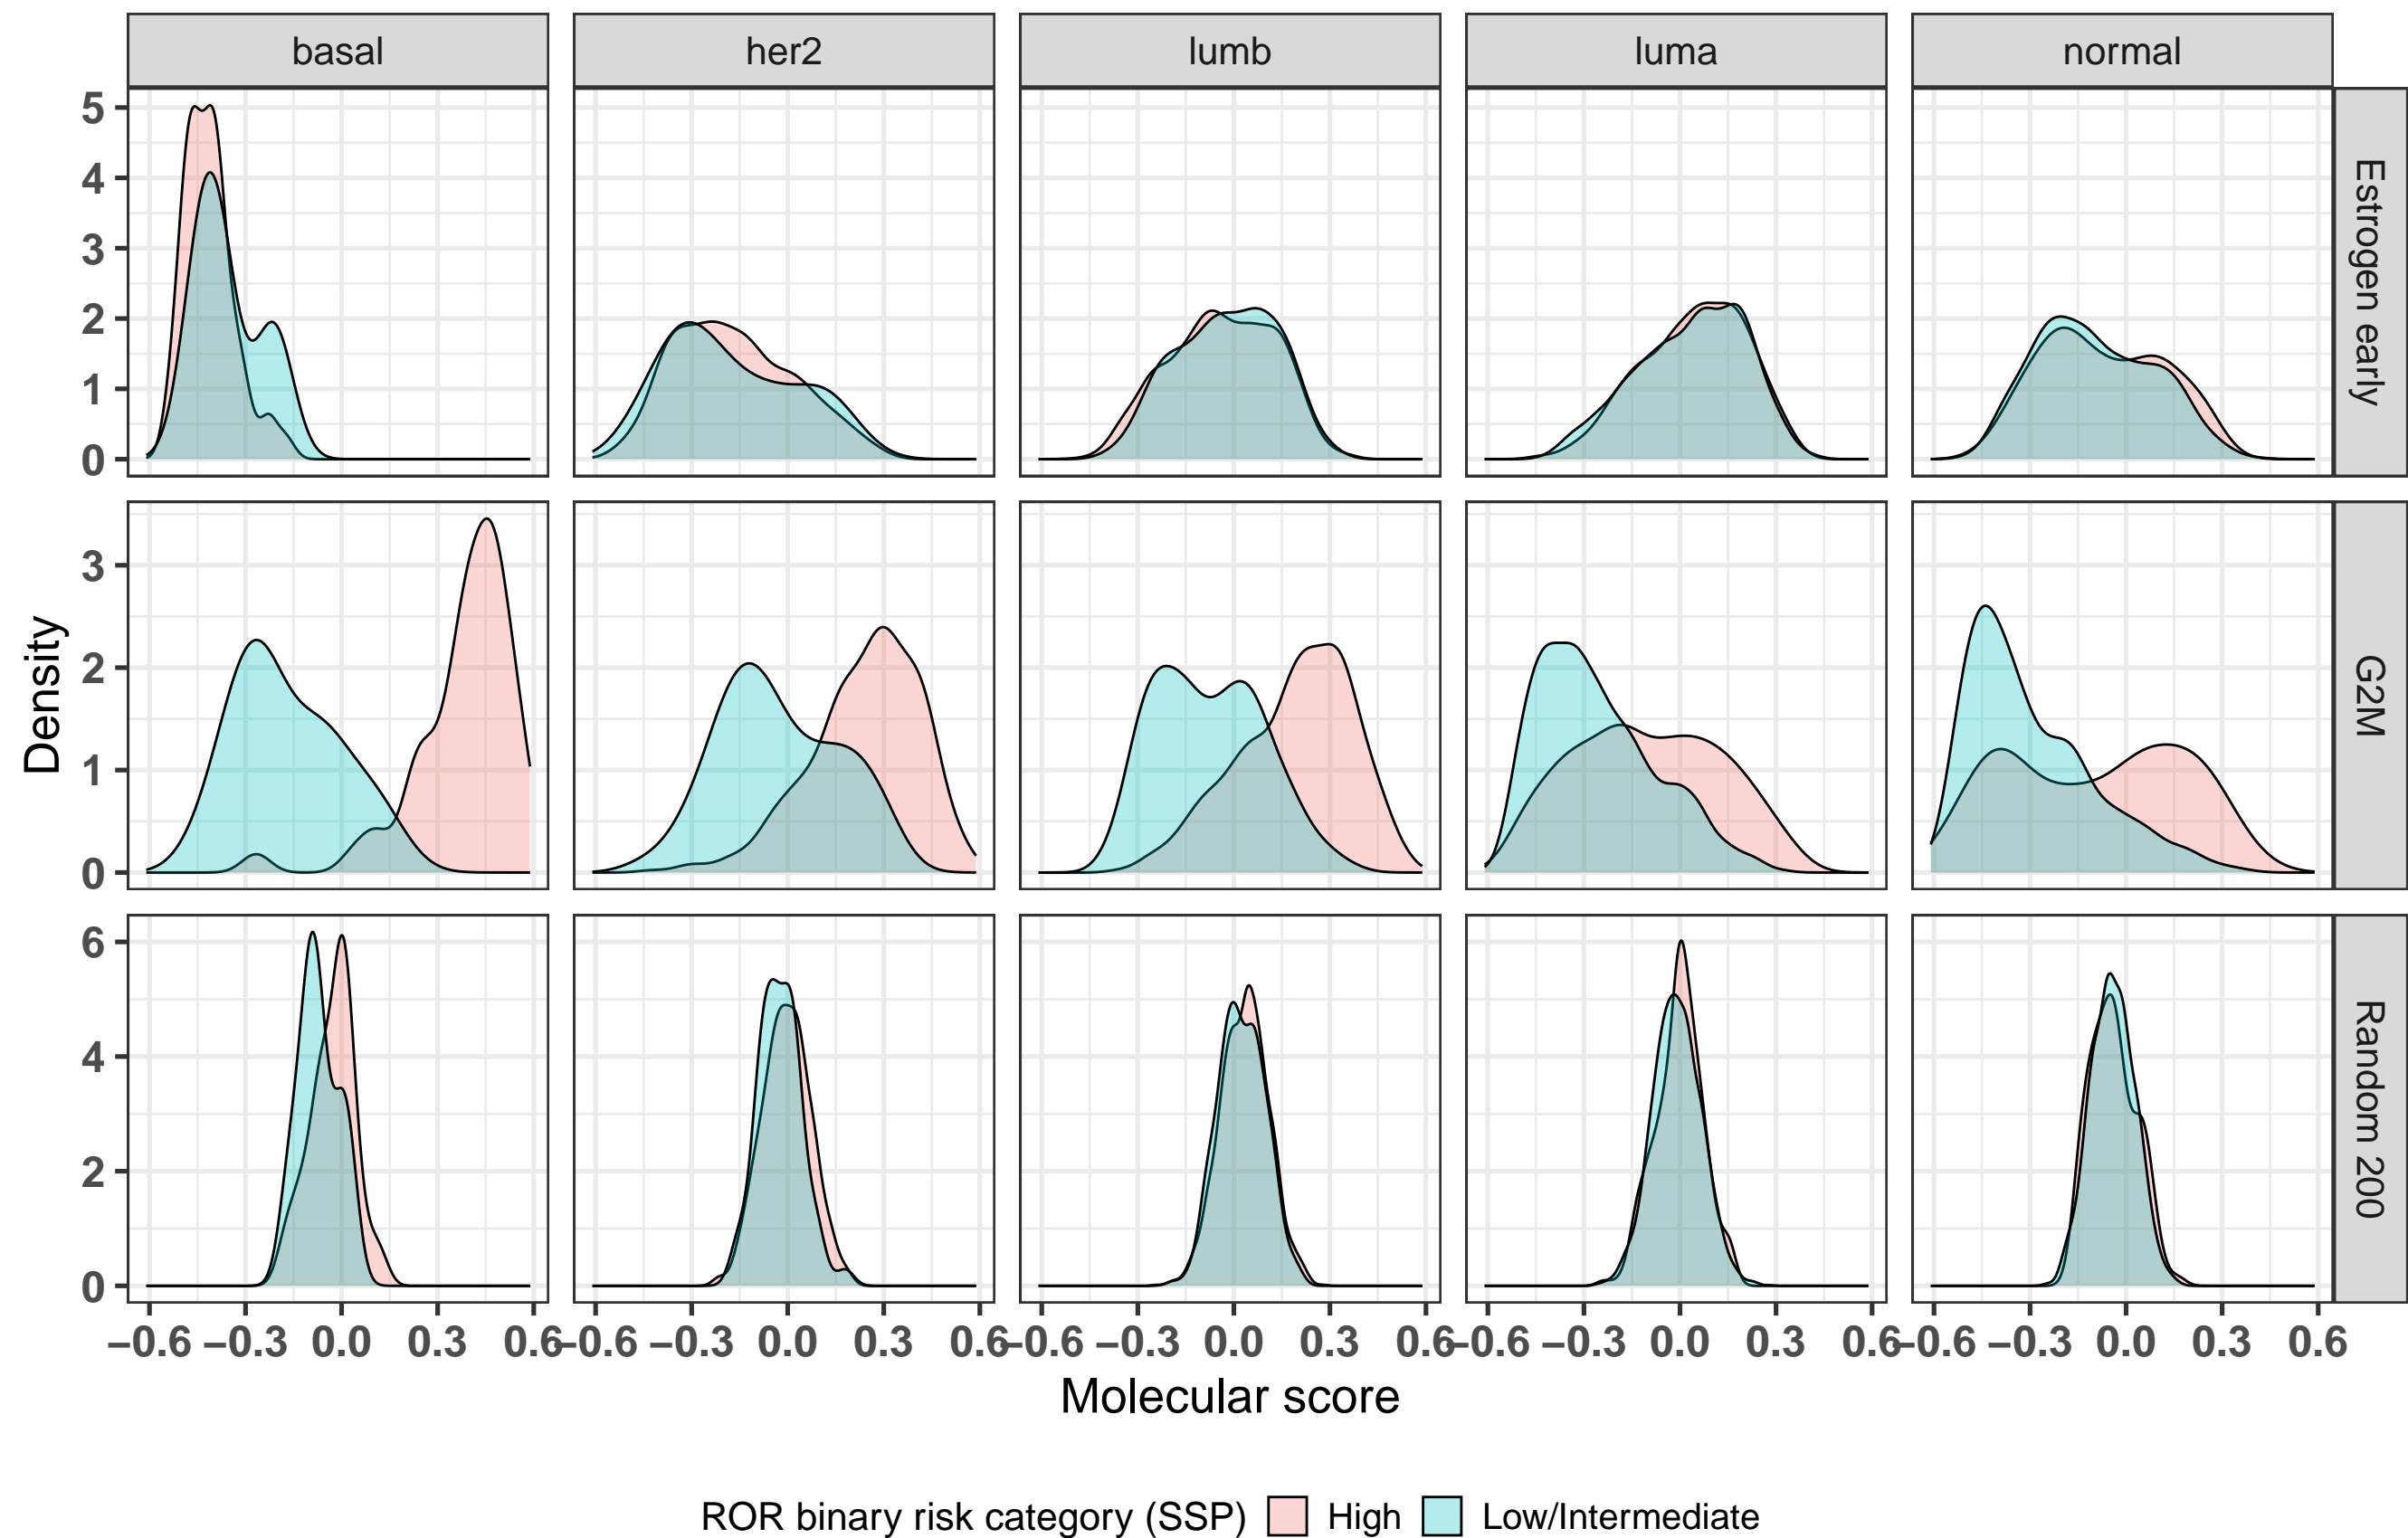 basal her2 lumb luma normal
5
4
3
2
1
0
Estrogen early
3
2
1
0
G2M
6
4
2
0
Random 200
Density
−0.6 −0.3 0.0 0.3 0.6 −0.6 −0.3 0.0 0.3 0.6 −0.6 −0.3 0.0 0.3 0.6 −0.6 −0.3 0.0 0.3 0.6 −0.6 −0.3 0.0 0.3 0.6
Molecular score
ROR binary risk category (SSP) High Low/Intermediate